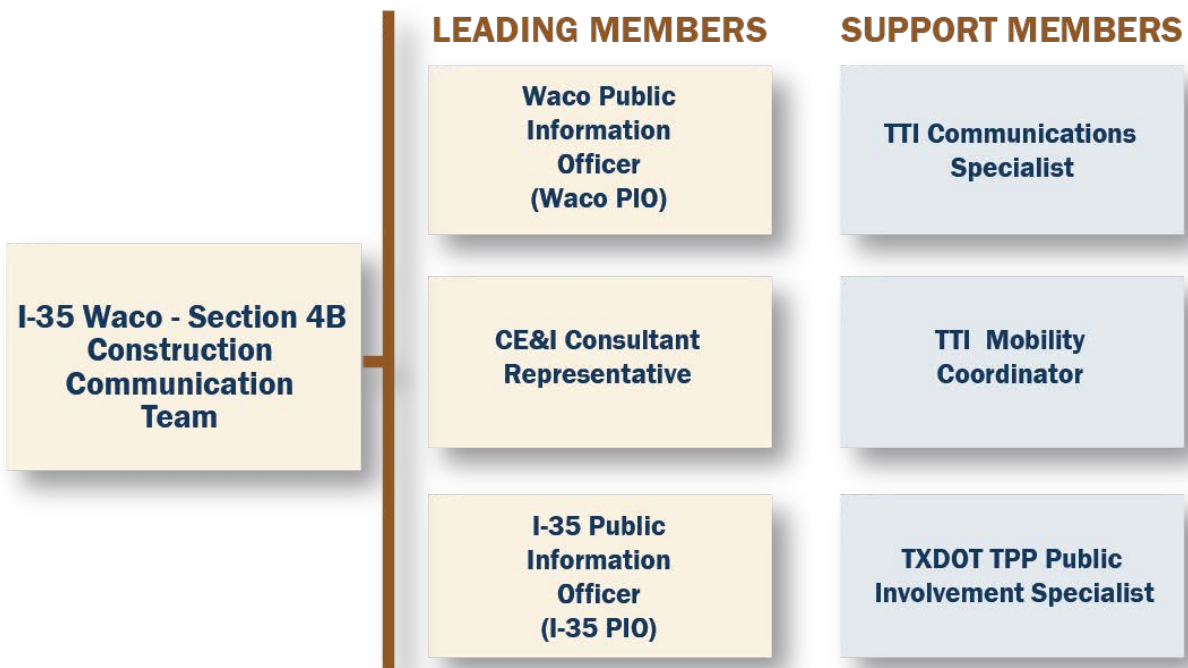 LEADING MEMBERS
SUPPORT MEMBERS
Waco Public
Information
Officer
(Waco PIO)
TTI Communications
Specialist
I-35 Waco - Section 4B
Construction
Communication
Team
CE&I Consultant
Representative
TTI Mobility
Coordinator
I-35 Public
Information
Officer
(I-35 PIO)
TXDOT TPP Public
Involvement Specialist